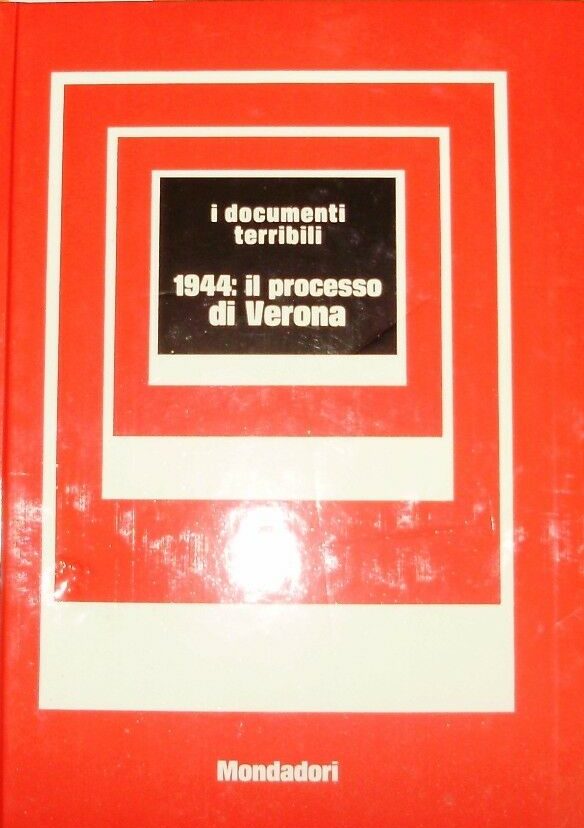 i documenti
terribili
1944: il processo
di Verona
Mondadori